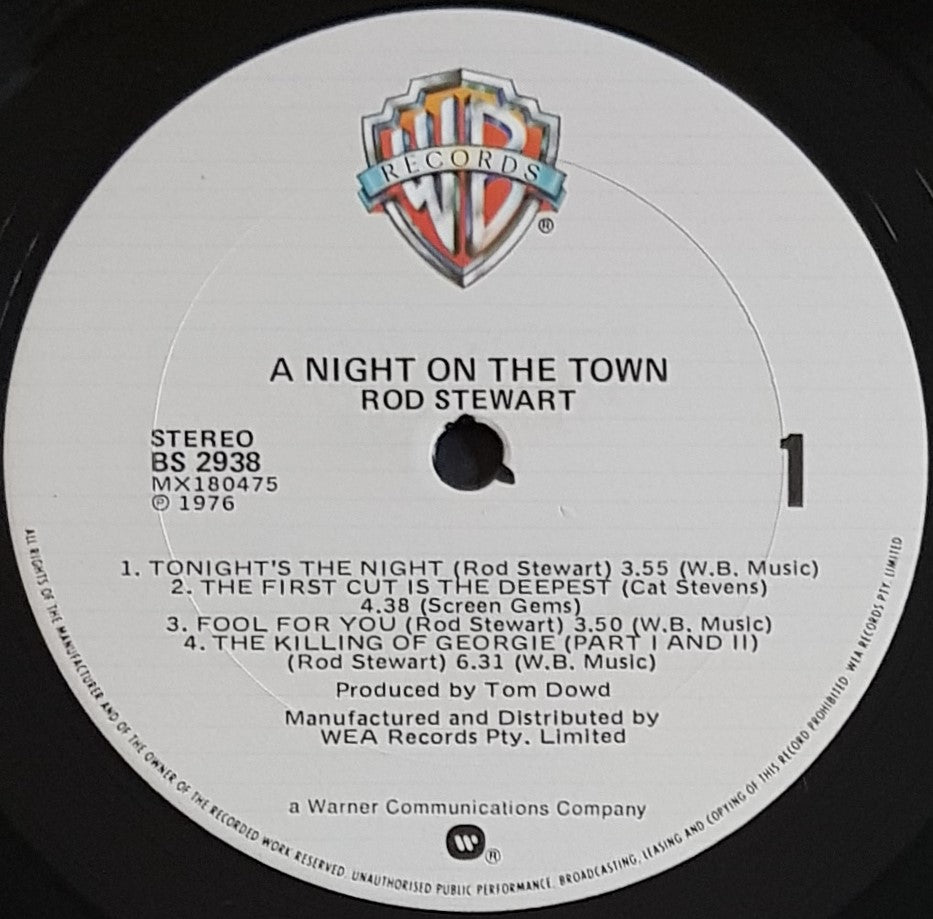 WB
RECORDS
®
A NIGHT ON THE TOWN
ROD STEWART
STEREO
BS 2938
MX180475
℗ 1976
1
1. TONIGHT'S THE NIGHT (Rod Stewart) 3.55 (W.B. Music)
2. THE FIRST CUT IS THE DEEPEST (Cat Stevens)
4.38 (Screen Gems)
3. FOOL FOR YOU (Rod Stewart) 3.50 (W.B. Music)
4. THE KILLING OF GEORGIE (PART I AND II)
(Rod Stewart) 6.31 (W.B. Music)
Produced by Tom Dowd
Manufactured and Distributed by
WEA Records Pty. Limited
a Warner Communications Company
W ®
ALL RIGHTS OF THE MANUFACTURER AND OF THE OWNER OF THE RECORDED WORK RESERVED. UNAUTHORISED PUBLIC PERFORMANCE, BROADCASTING, LEASING AND COPYING OF THIS RECORD PROHIBITED. WEA RECORDS PTY. LIMITED